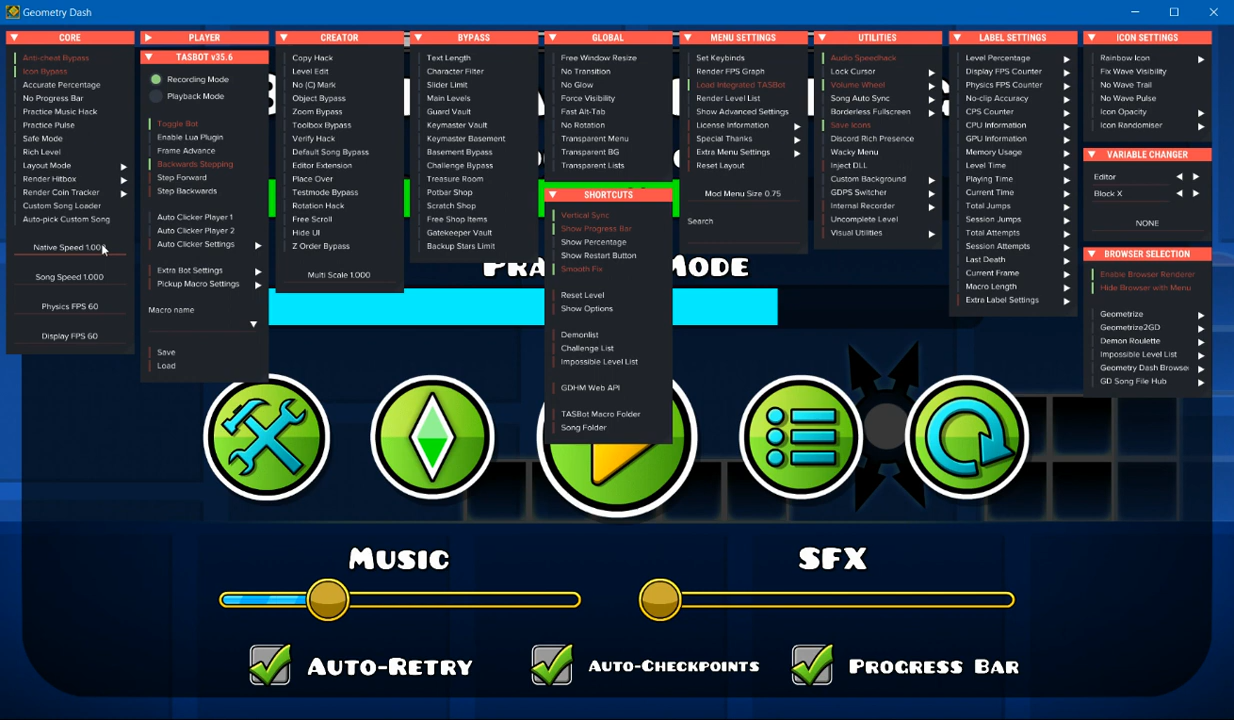 Geometry Dash
CORE
Anti-cheat Bypass
Icon Bypass
Accurate Percentage
No Progress Bar
Practice Music Hack
Practice Pulse
Safe Mode
Rich Level
Layout Mode
Render Hitbox
Render Coin Tracker
Custom Song Loader
Auto-pick Custom Song
Native Speed 1.000
Song Speed 1.000
Physics FPS 60
Display FPS 60
PLAYER
TASBOT v35.6
Recording Mode
Playback Mode
Toggle Bot
Enable Lua Plugin
Frame Advance
Backwards Stepping
Step Forward
Step Backwards
Auto Clicker Player 1
Auto Clicker Player 2
Auto Clicker Settings
Extra Bot Settings
Pickup Macro Settings
Macro name
Save
Load
CREATOR
Copy Hack
Level Edit
No (C) Mark
Object Bypass
Zoom Bypass
Toolbox Bypass
Verify Hack
Default Song Bypass
Editor Extension
Place Over
Testmode Bypass
Rotation Hack
Free Scroll
Hide UI
Z Order Bypass
Multi Scale 1.000
BYPASS
Text Length
Character Filter
Slider Limit
Main Levels
Guard Vault
Keymaster Vault
Keymaster Basement
Basement Bypass
Challenge Bypass
Treasure Room
Potbar Shop
Scratch Shop
Free Shop Items
Gatekeeper Vault
Backup Stars Limit
GLOBAL
Free Window Resize
No Transition
No Glow
Force Visibility
Fast Alt-Tab
No Rotation
Transparent Menu
Transparent BG
Transparent Lists
SHORTCUTS
Vertical Sync
Show Progress Bar
Show Percentage
Show Restart Button
Smooth Fix
Reset Level
Show Options
Demonlist
Challenge List
Impossible Level List
GDHM Web API
TASBot Macro Folder
Song Folder
MENU SETTINGS
Set Keybinds
Render FPS Graph
Load Integrated TASBot
Render Level List
Show Advanced Settings
License Information
Special Thanks
Extra Menu Settings
Reset Layout
Mod Menu Size 0.75
Search
UTILITIES
Audio Speedhack
Lock Cursor
Volume Wheel
Song Auto Sync
Borderless Fullscreen
Save Icons
Discord Rich Presence
Wacky Menu
Inject DLL
Custom Background
GDPS Switcher
Internal Recorder
Uncomplete Level
Visual Utilities
LABEL SETTINGS
Level Percentage
Display FPS Counter
Physics FPS Counter
No-clip Accuracy
CPS Counter
CPU Information
GPU Information
Memory Usage
Level Time
Playing Time
Current Time
Total Jumps
Session Jumps
Total Attempts
Session Attempts
Last Death
Current Frame
Macro Length
Extra Label Settings
ICON SETTINGS
Rainbow Icon
Fix Wave Visibility
No Wave Trail
No Wave Pulse
Icon Opacity
Icon Randomiser
VARIABLE CHANGER
Editor
Block X
NONE
BROWSER SELECTION
Enable Browser Renderer
Hide Browser with Menu
Geometrize
Geometrize2GD
Demon Roulette
Impossible Level List
Geometry Dash Browser
GD Song File Hub
MODE
MUSIC
SFX
AUTO-RETRY
AUTO-CHECKPOINTS
PROGRESS BAR